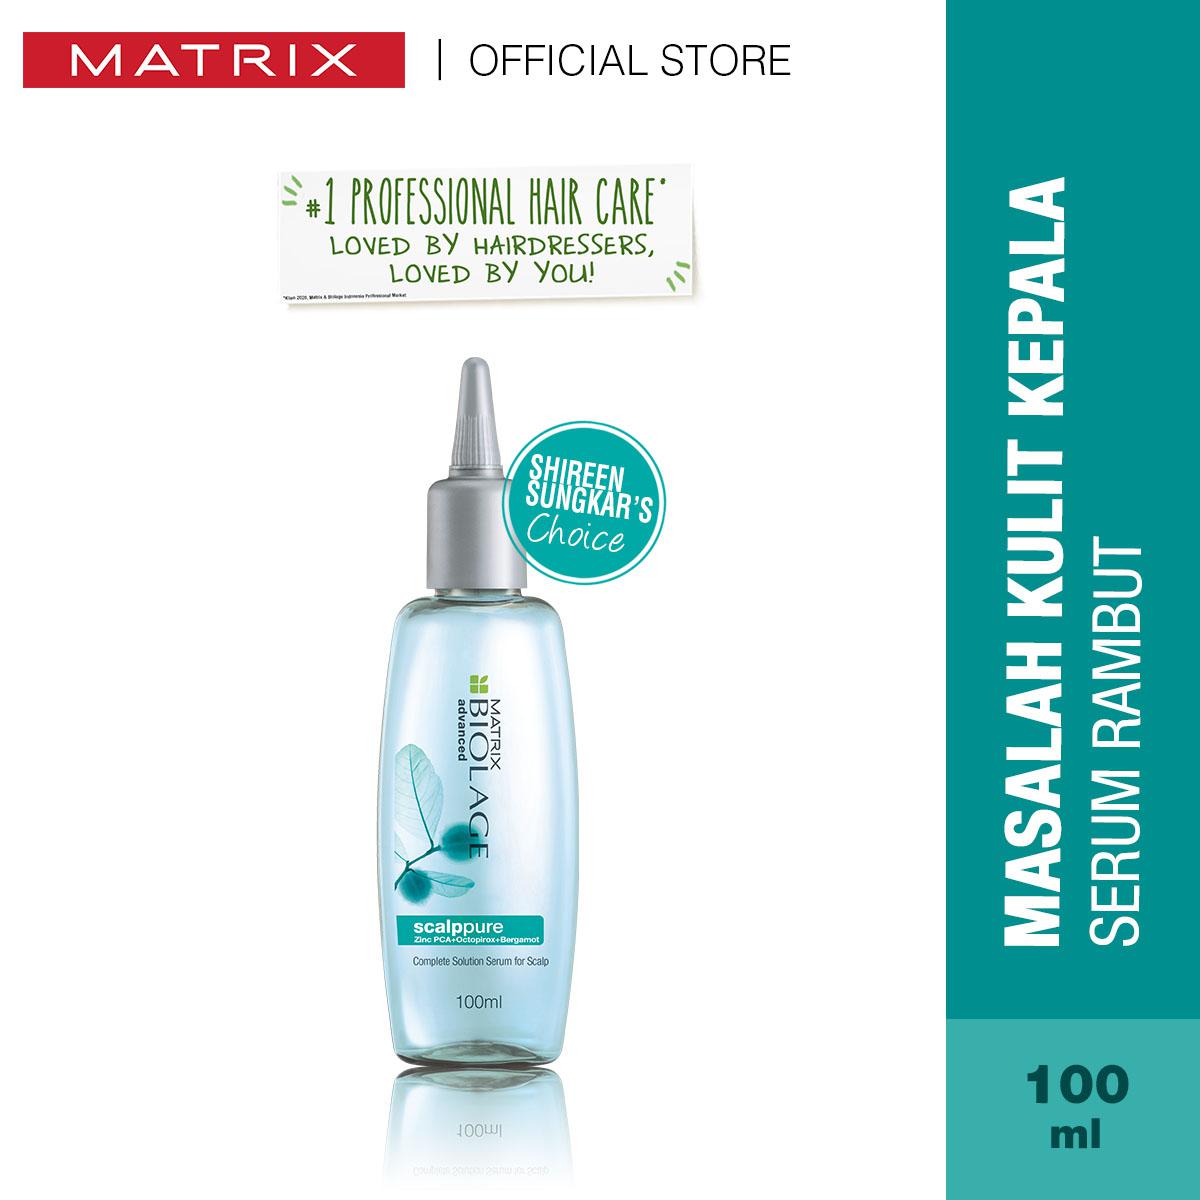 MATRIX | OFFICIAL STORE
#1 PROFESSIONAL HAIR CARE*
LOVED BY HAIRDRESSERS,
LOVED BY YOU!
SHIREEN
SUNGKAR'S
Choice
MATRIX
BIOLAGE
advanced
scalppure
Zinc PCA+Octopirox+Bergamot
Complete Solution Serum for Scalp
100ml
MASALAH KULIT KEPALA
SERUM RAMBUT
100
ml